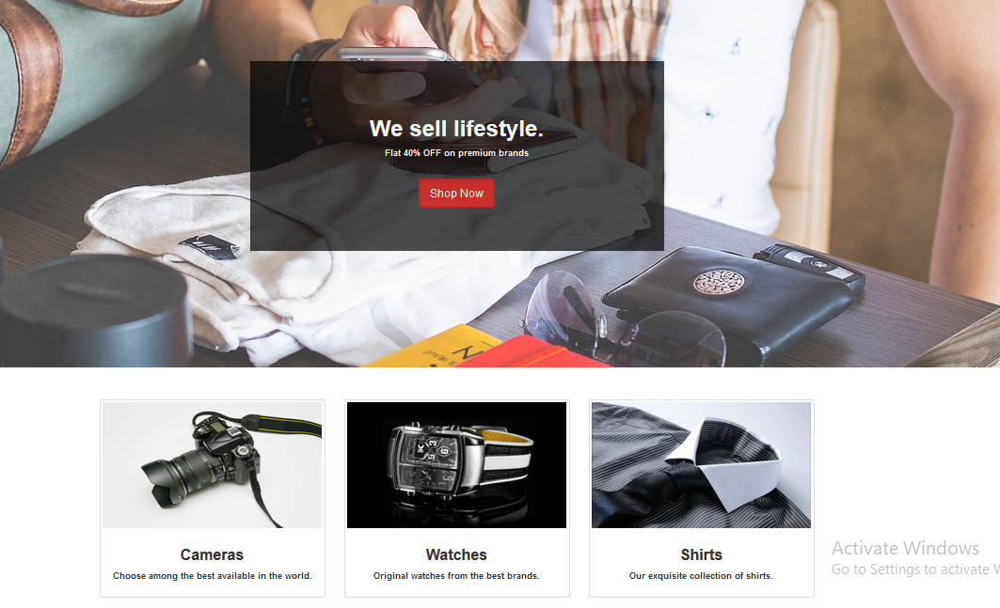 We sell lifestyle.
Flat 40% OFF on premium brands
Shop Now
Cameras
Choose among the best available in the world.
Watches
Original watches from the best brands.
Shirts
Our exquisite collection of shirts.
Activate Windows
Go to Settings to activate W